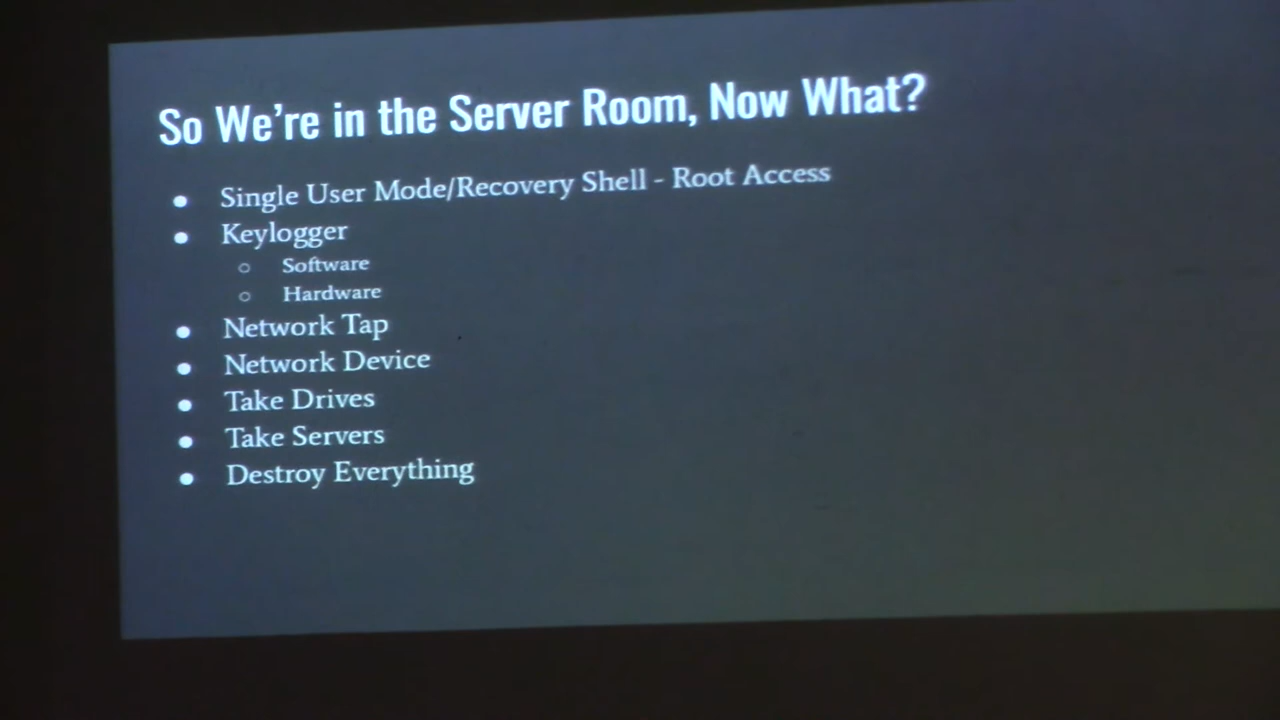 So We're in the Server Room, Now What?
● Single User Mode/Recovery Shell - Root Access
● Keylogger
○ Software
○ Hardware
● Network Tap
● Network Device
● Take Drives
● Take Servers
● Destroy Everything